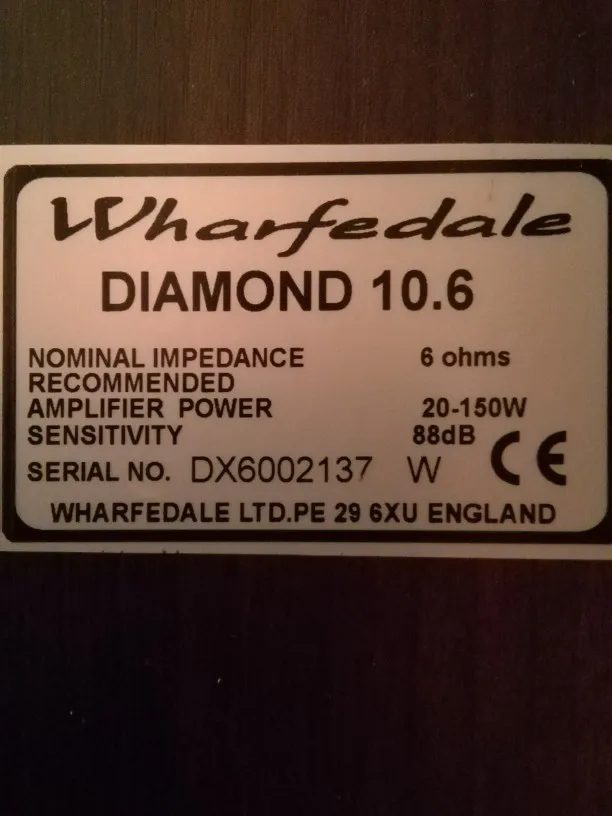 Wharfedale
DIAMOND 10.6
NOMINAL IMPEDANCE 6 ohms
RECOMMENDED
AMPLIFIER POWER 20-150W
SENSITIVITY 88dB
SERIAL NO. DX6002137 W CE
WHARFEDALE LTD.PE 29 6XU ENGLAND